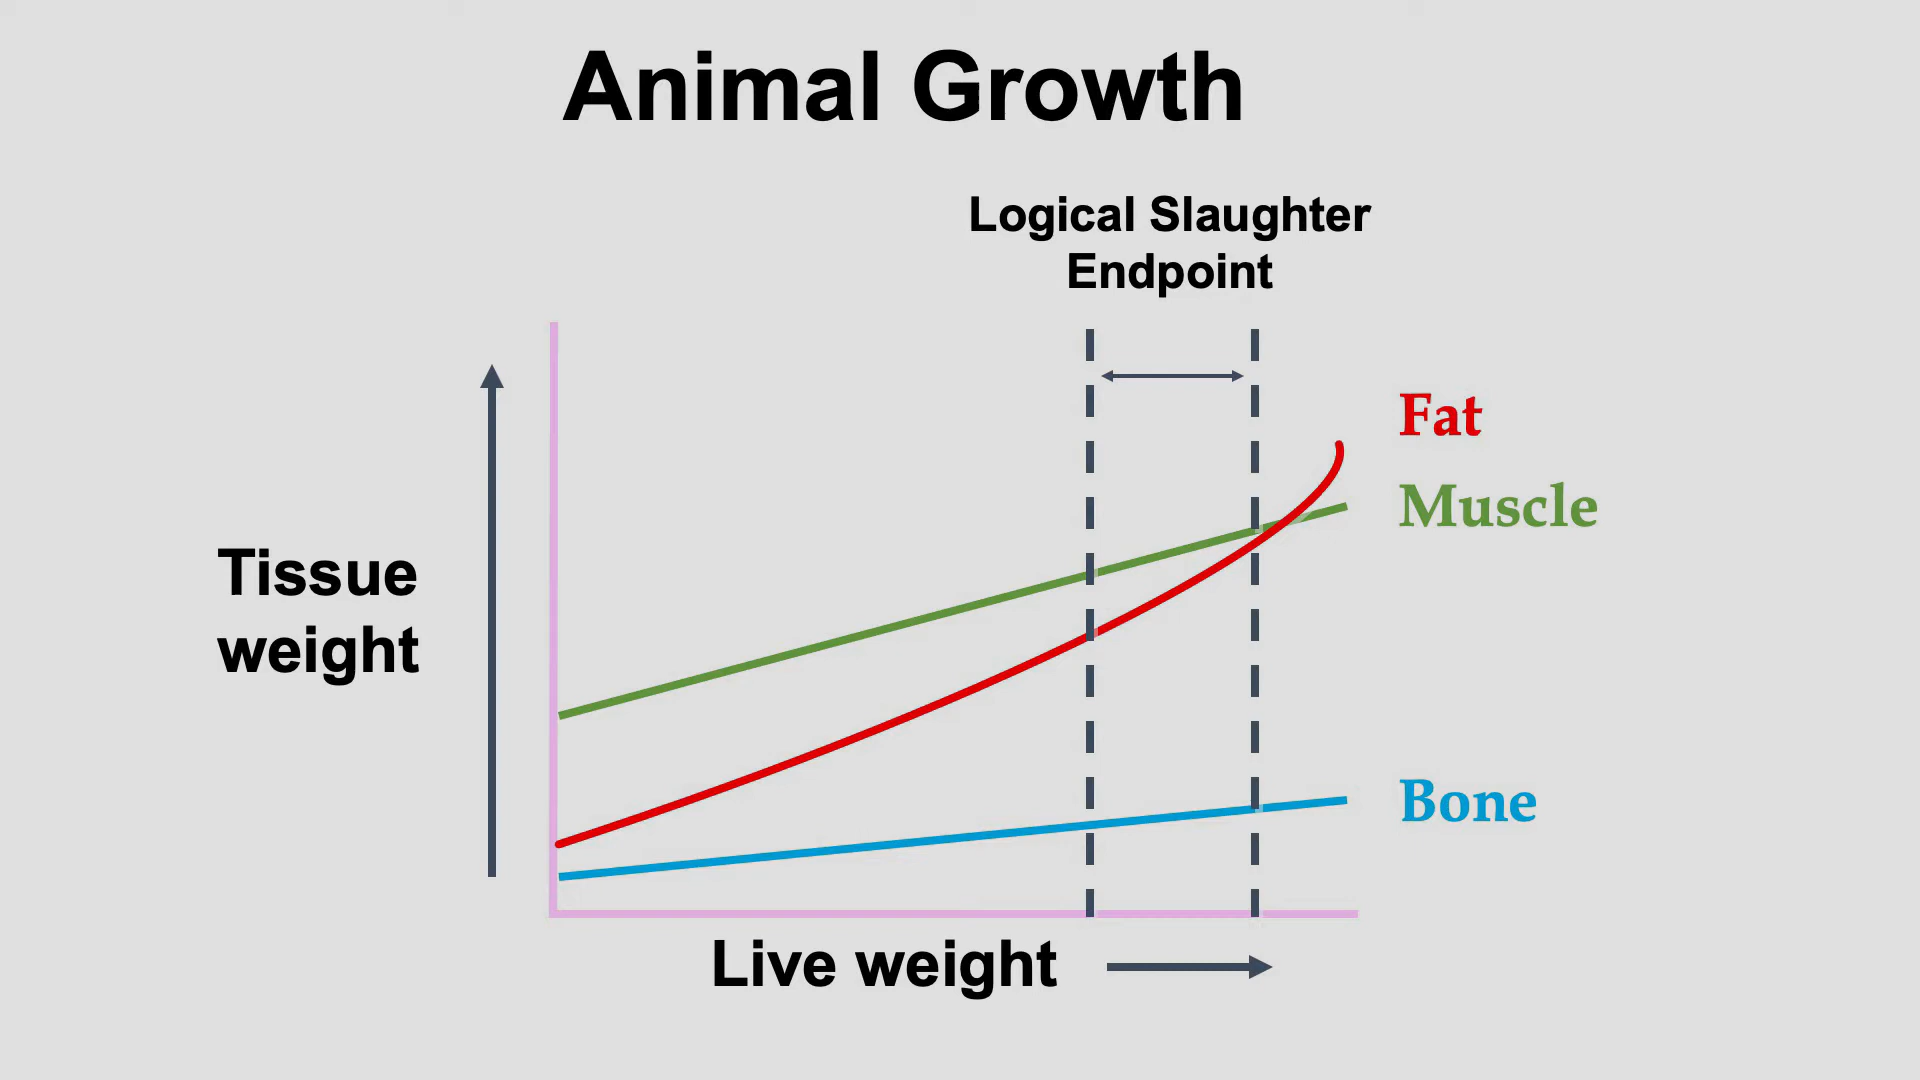 Animal Growth
Logical Slaughter
Endpoint
Fat
Muscle
Tissue
weight
Bone
Live weight